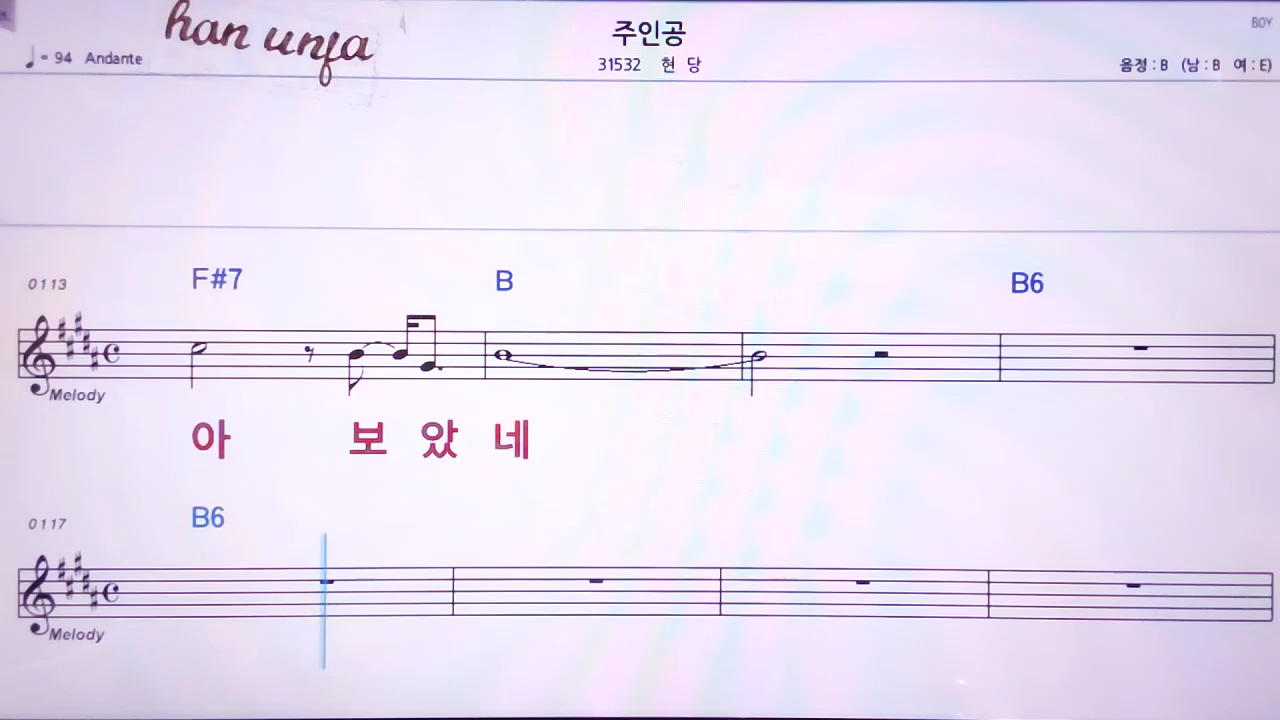 han unfa
주인공
BOY
♩= 94 Andante
31532 현 당
음정 : B (남 : B 여 : E)
0113
F#7 B B6
Melody
아 보 았 네
0117
B6
Melody